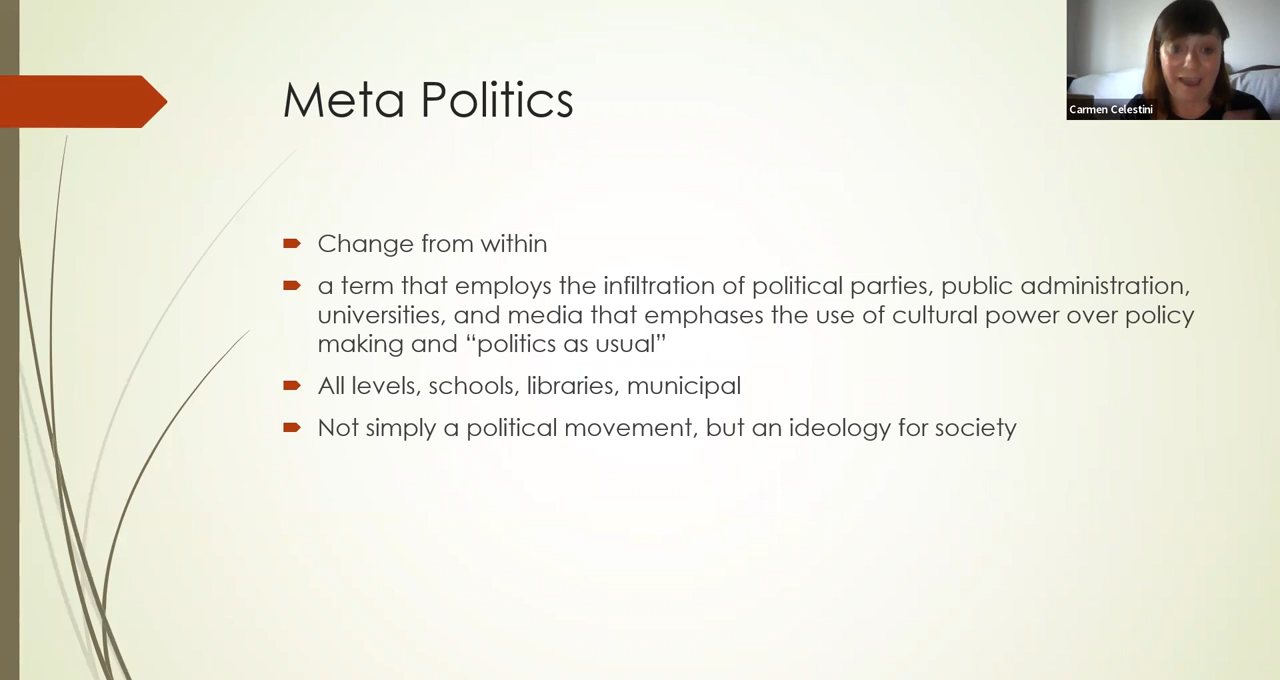 Meta Politics
Carmen Celestini
Change from within
a term that employs the infiltration of political parties, public administration,
universities, and media that emphases the use of cultural power over policy
making and “politics as usual”
All levels, schools, libraries, municipal
Not simply a political movement, but an ideology for society